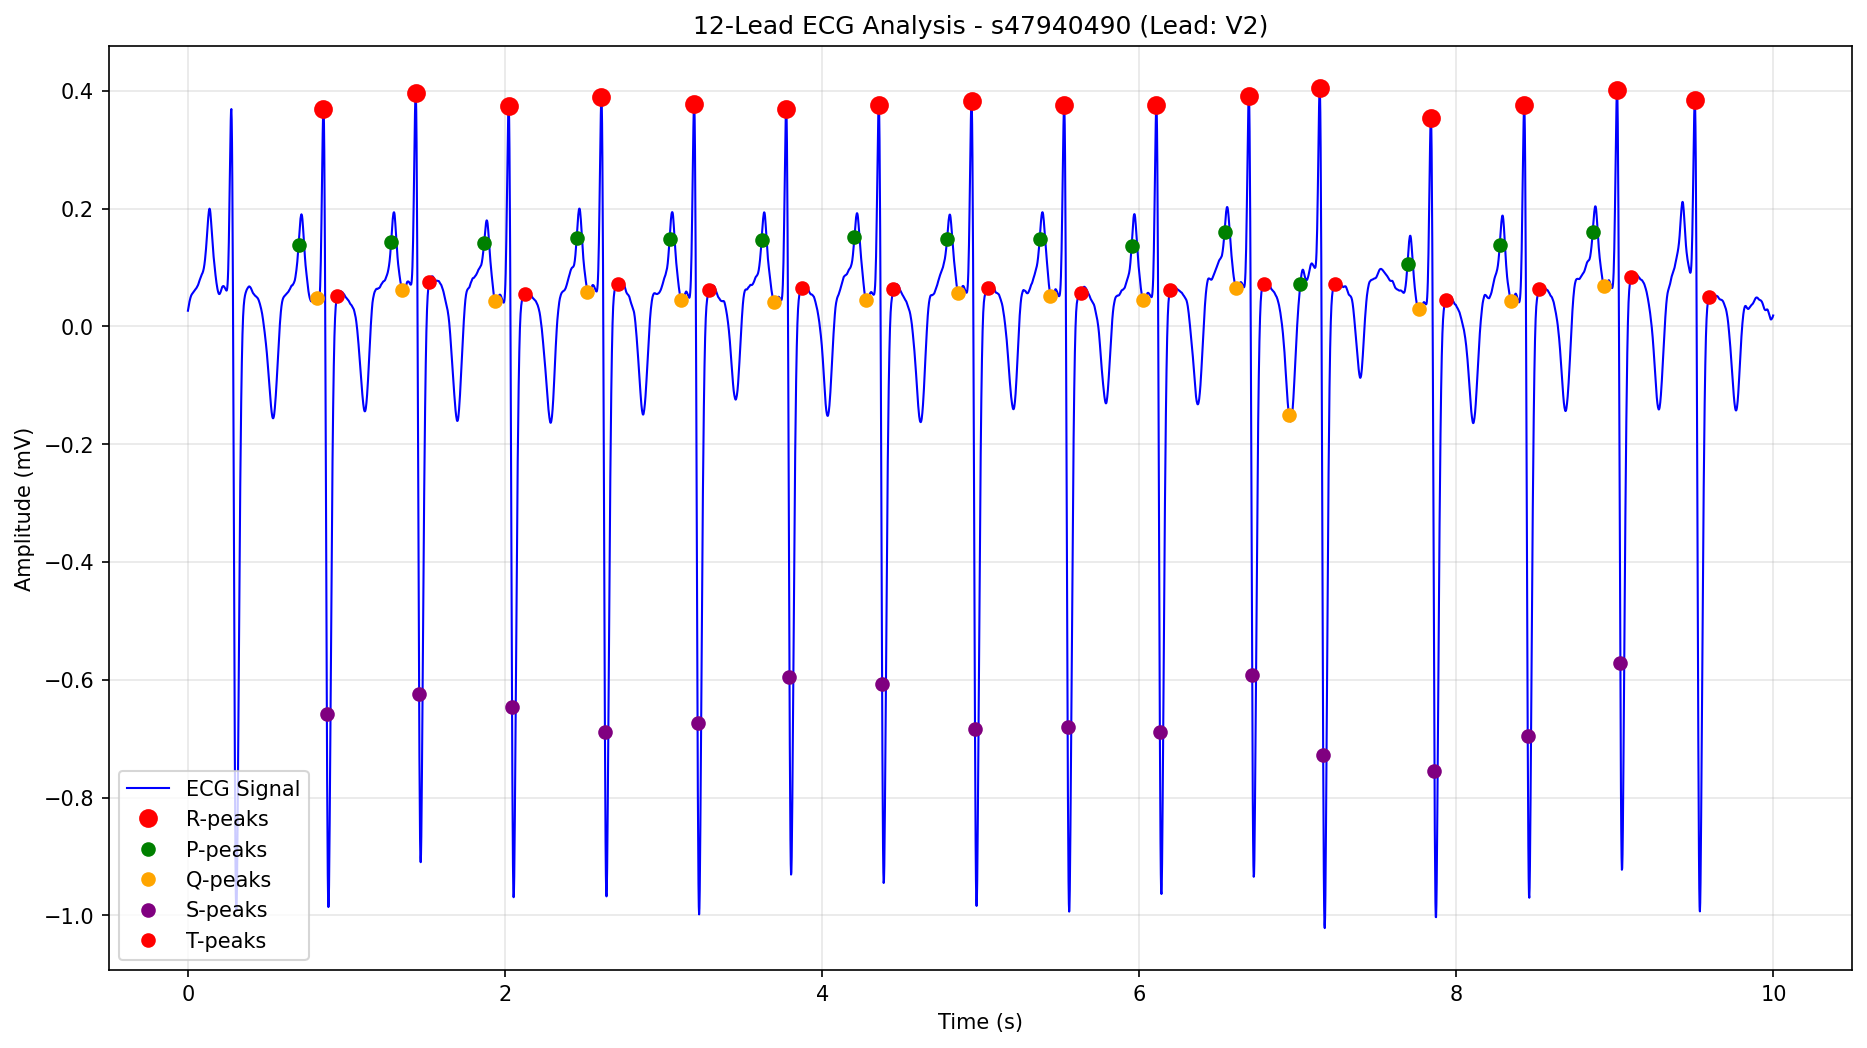 12-Lead ECG Analysis - s47940490 (Lead: V2)
Amplitude (mV)
0.4
0.2
0.0
−0.2
−0.4
−0.6
−0.8
−1.0
ECG Signal
R-peaks
P-peaks
Q-peaks
S-peaks
T-peaks
0 2 4 6 8 10
Time (s)